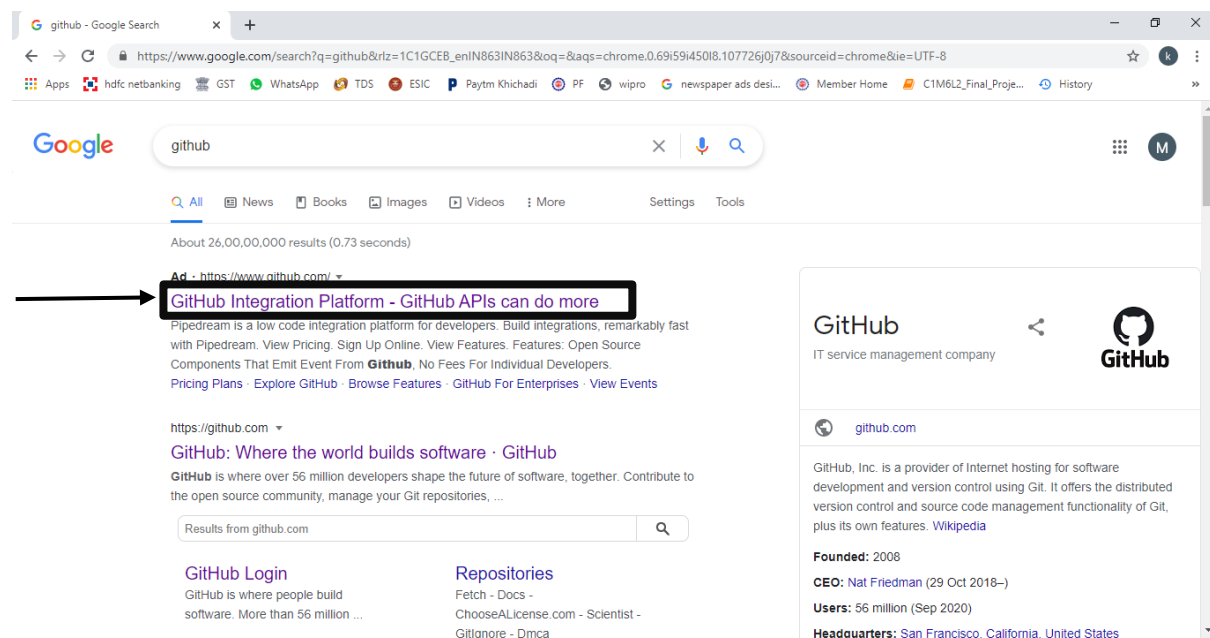 github - Google Search
https://www.google.com/search?q=github&rlz=1C1GCEB_enIN863IN863&oq=&aqs=chrome.0.69i59i450l8.107726j0j7&sourceid=chrome&ie=UTF-8
k
Apps hdfc netbanking GST WhatsApp TDS ESIC Paytm Khichadi PF wipro newspaper ads desi... Member Home C1M6L2_Final_Proje... History »
Google
github
M
All News Books Images Videos More Settings Tools
About 26,00,00,000 results (0.73 seconds)
Ad · https://www.github.com/
GitHub Integration Platform - GitHub APIs can do more
Pipedream is a low code integration platform for developers. Build integrations, remarkably fast
with Pipedream. View Pricing. Sign Up Online. View Features. Features: Open Source
Components That Emit Event From Github, No Fees For Individual Developers.
Pricing Plans · Explore GitHub · Browse Features · GitHub For Enterprises · View Events
https://github.com
GitHub: Where the world builds software · GitHub
GitHub is where over 56 million developers shape the future of software, together. Contribute to
the open source community, manage your Git repositories, ...
Results from github.com
GitHub Login
GitHub is where people build
software. More than 56 million ...
Repositories
Fetch - Docs -
ChooseALicense.com - Scientist -
GitIgnore - Dmca
GitHub
IT service management company
GitHub
github.com
GitHub, Inc. is a provider of Internet hosting for software
development and version control using Git. It offers the distributed
version control and source code management functionality of Git,
plus its own features. Wikipedia
Founded: 2008
CEO: Nat Friedman (29 Oct 2018–)
Users: 56 million (Sep 2020)
Headquarters: San Francisco, California, United States